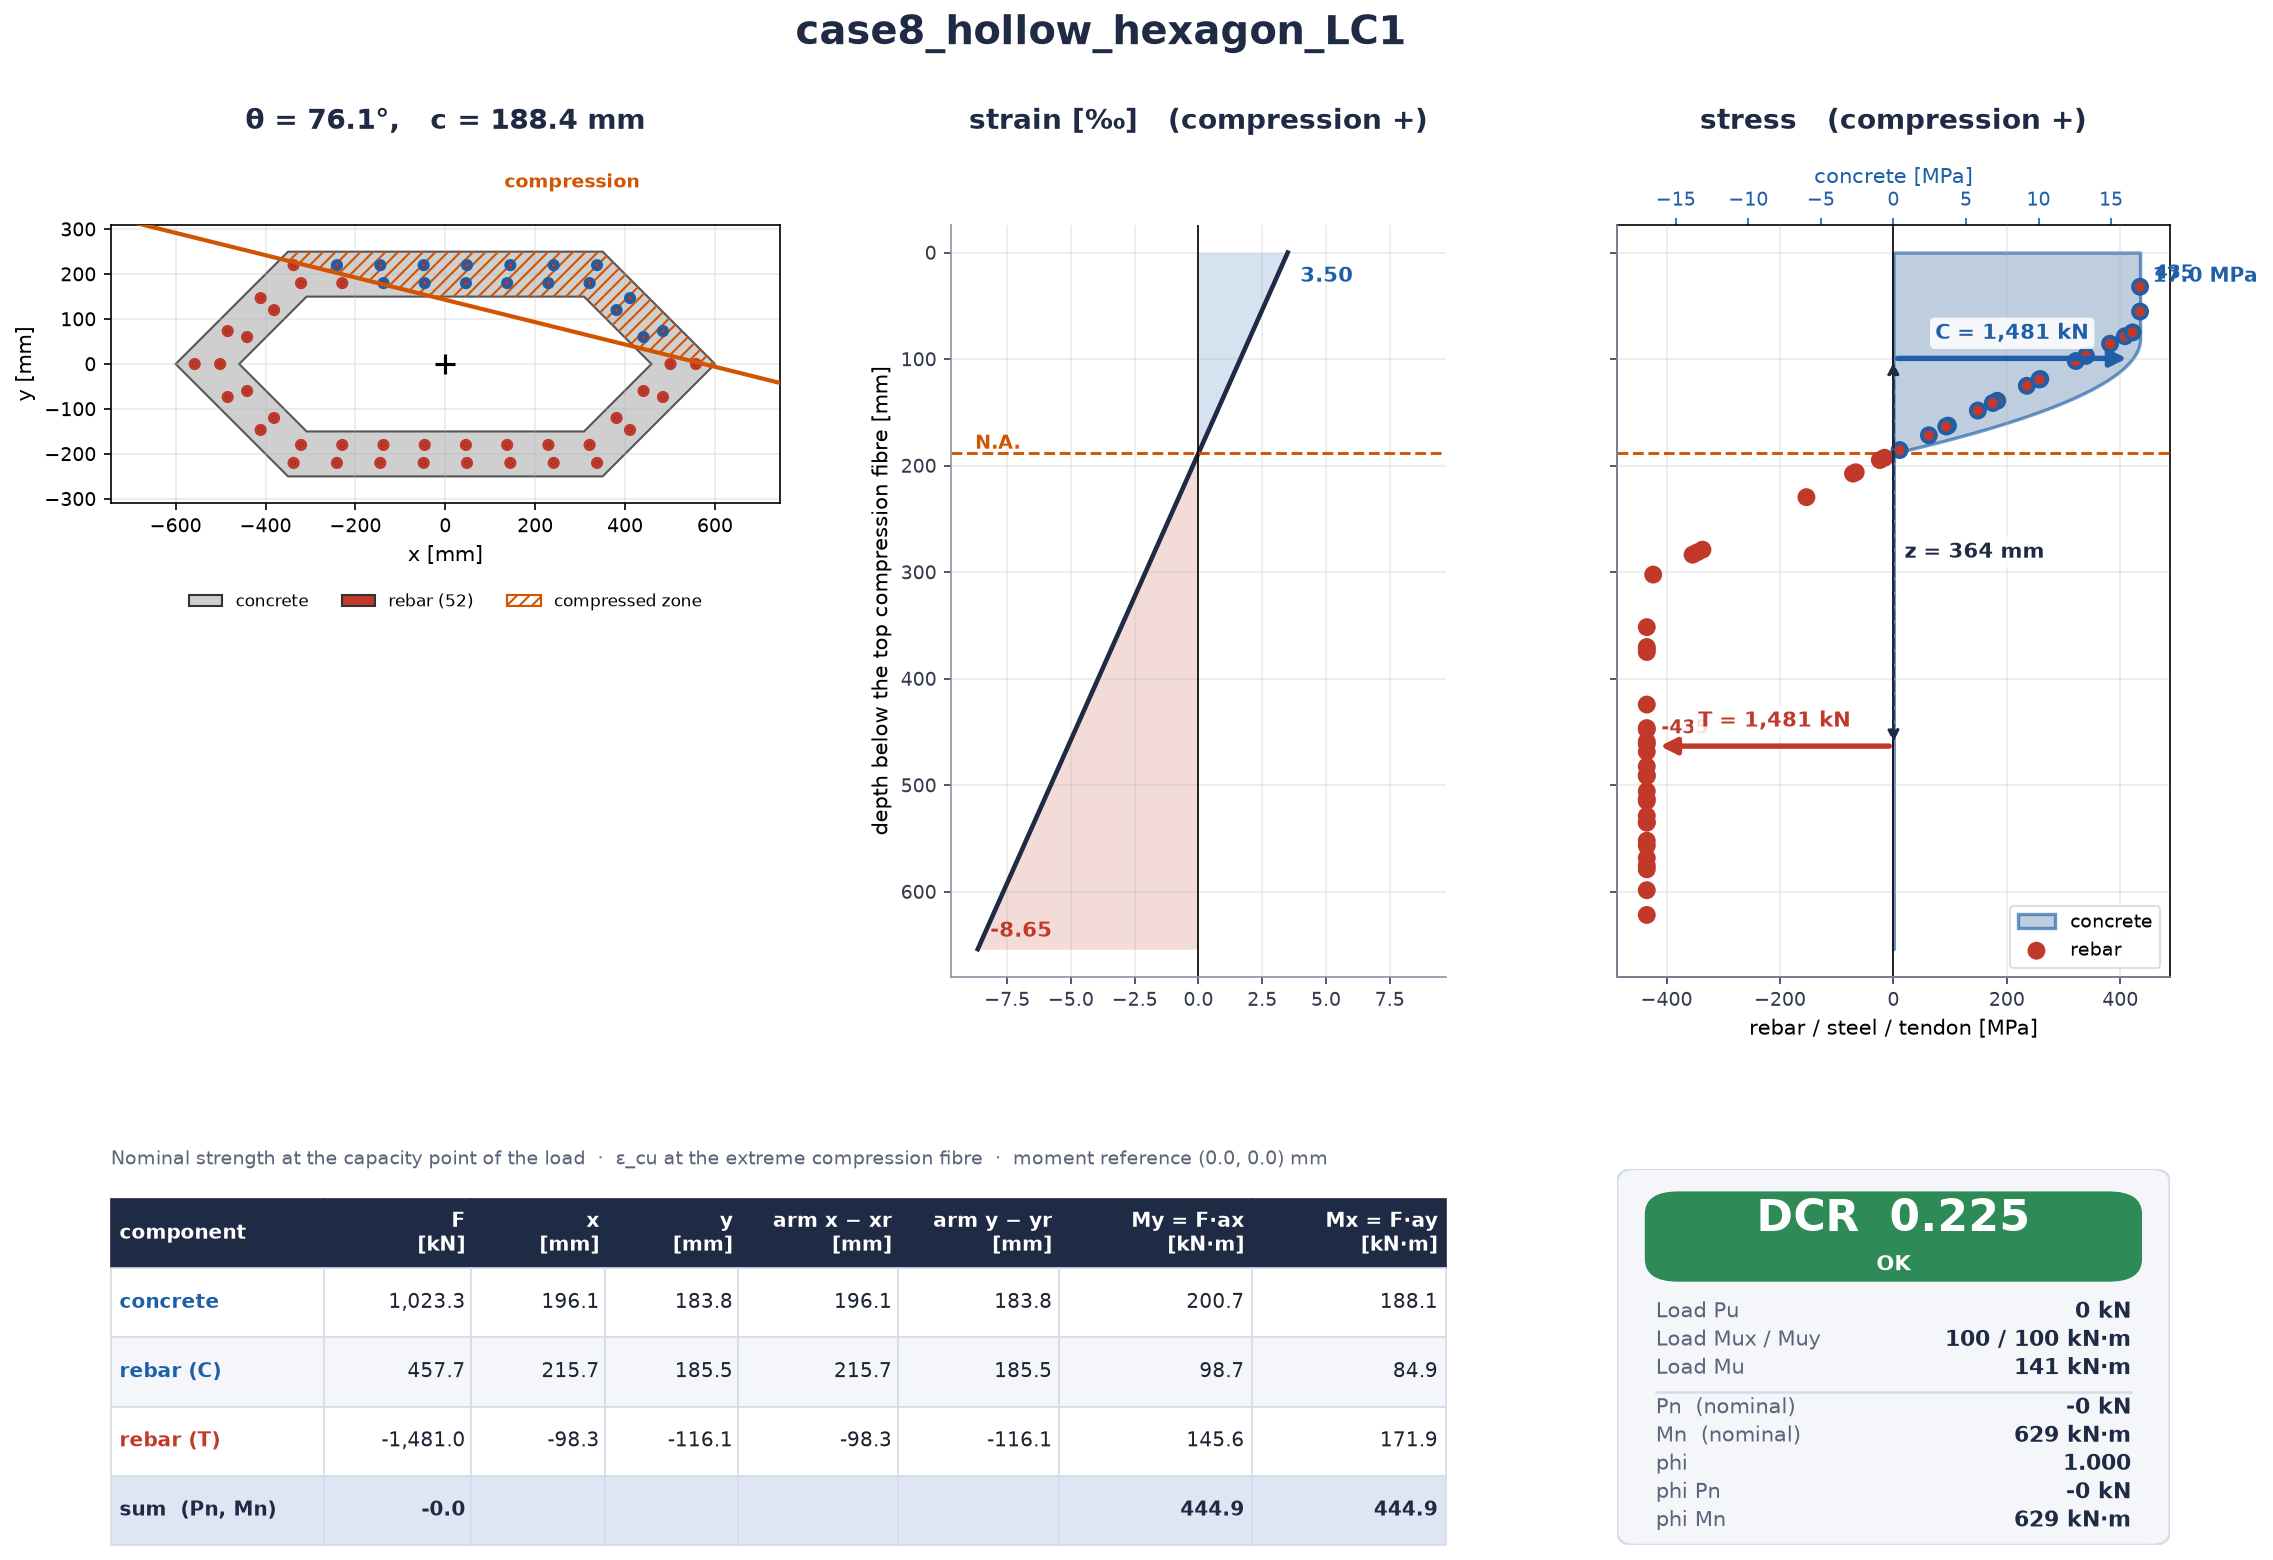 case8_hollow_hexagon_LC1
θ = 76.1°,   c = 188.4 mm
compression
300
200
100
0
−100
−200
−300
y [mm]
−600 −400 −200 0 200 400 600
x [mm]
concrete rebar (52) compressed zone
strain [‰]   (compression +)
0
100
200
300
400
500
600
depth below the top compression fibre [mm]
3.50
N.A.
-8.65
−7.5 −5.0 −2.5 0.0 2.5 5.0 7.5
stress   (compression +)
concrete [MPa]
−15 −10 −5 0 5 10 15
435
17.0 MPa
C = 1,481 kN
z = 364 mm
-435
T = 1,481 kN
concrete
rebar
−400 −200 0 200 400
rebar / steel / tendon [MPa]
Nominal strength at the capacity point of the load  ·  ε_cu at the extreme compression fibre  ·  moment reference (0.0, 0.0) mm
component F [kN] x [mm] y [mm] arm x − xr [mm] arm y − yr [mm] My = F·ax [kN·m] Mx = F·ay [kN·m]
concrete 1,023.3 196.1 183.8 196.1 183.8 200.7 188.1
rebar (C) 457.7 215.7 185.5 215.7 185.5 98.7 84.9
rebar (T) -1,481.0 -98.3 -116.1 -98.3 -116.1 145.6 171.9
sum  (Pn, Mn) -0.0 444.9 444.9
DCR  0.225
OK
Load Pu 0 kN
Load Mux / Muy 100 / 100 kN·m
Load Mu 141 kN·m
Pn  (nominal) -0 kN
Mn  (nominal) 629 kN·m
phi 1.000
phi Pn -0 kN
phi Mn 629 kN·m